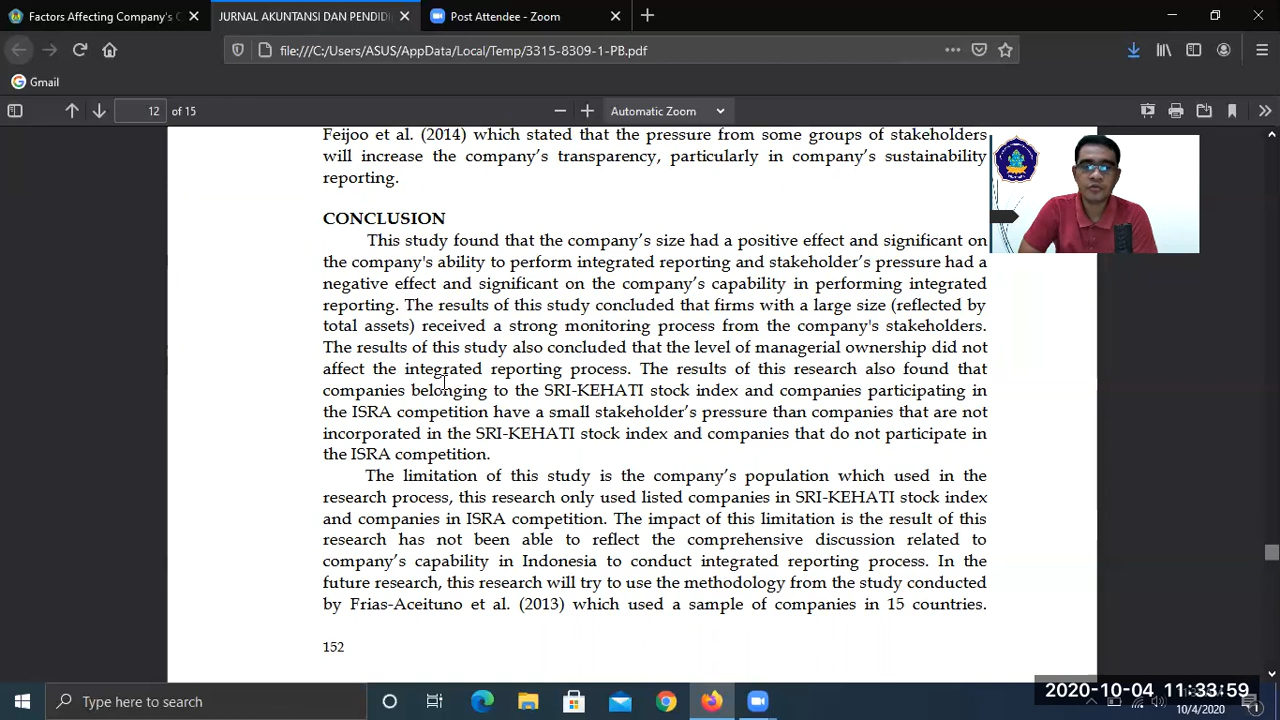 Factors Affecting Company's C
JURNAL AKUNTANSI DAN PENDIDI
Post Attendee - Zoom
file:///C:/Users/ASUS/AppData/Local/Temp/3315-8309-1-PB.pdf
Gmail
12 of 15
Automatic Zoom
Feijoo et al. (2014) which stated that the pressure from some groups of stakeholders
will increase the company's transparency, particularly in company's sustainability
reporting.
CONCLUSION
This study found that the company's size had a positive effect and significant on
the company's ability to perform integrated reporting and stakeholder's pressure had a
negative effect and significant on the company's capability in performing integrated
reporting. The results of this study concluded that firms with a large size (reflected by
total assets) received a strong monitoring process from the company's stakeholders.
The results of this study also concluded that the level of managerial ownership did not
affect the integrated reporting process. The results of this research also found that
companies belonging to the SRI-KEHATI stock index and companies participating in
the ISRA competition have a small stakeholder's pressure than companies that are not
incorporated in the SRI-KEHATI stock index and companies that do not participate in
the ISRA competition.
The limitation of this study is the company's population which used in the
research process, this research only used listed companies in SRI-KEHATI stock index
and companies in ISRA competition. The impact of this limitation is the result of this
research has not been able to reflect the comprehensive discussion related to
company's capability in Indonesia to conduct integrated reporting process. In the
future research, this research will try to use the methodology from the study conducted
by Frias-Aceituno et al. (2013) which used a sample of companies in 15 countries.
152
Type here to search
2020-10-04 11:33:59
10/4/2020